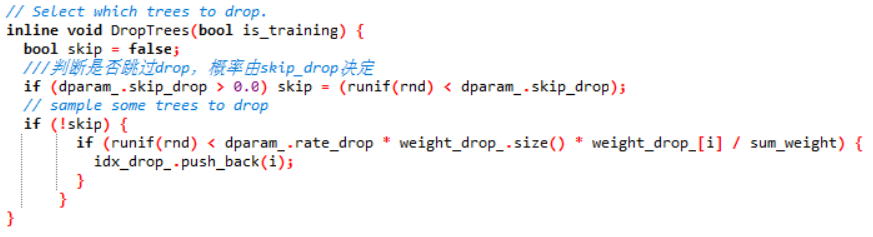 // Select which trees to drop.
inline void DropTrees(bool is_training) {
bool skip = false;
///判断是否跳过drop，概率由skip_drop决定
if (dparam_.skip_drop > 0.0) skip = (runif(rnd) < dparam_.skip_drop);
// sample some trees to drop
if (!skip) {
if (runif(rnd) < dparam_.rate_drop * weight_drop_.size() * weight_drop_[i] / sum_weight) {
idx_drop_.push_back(i);
}
}
}